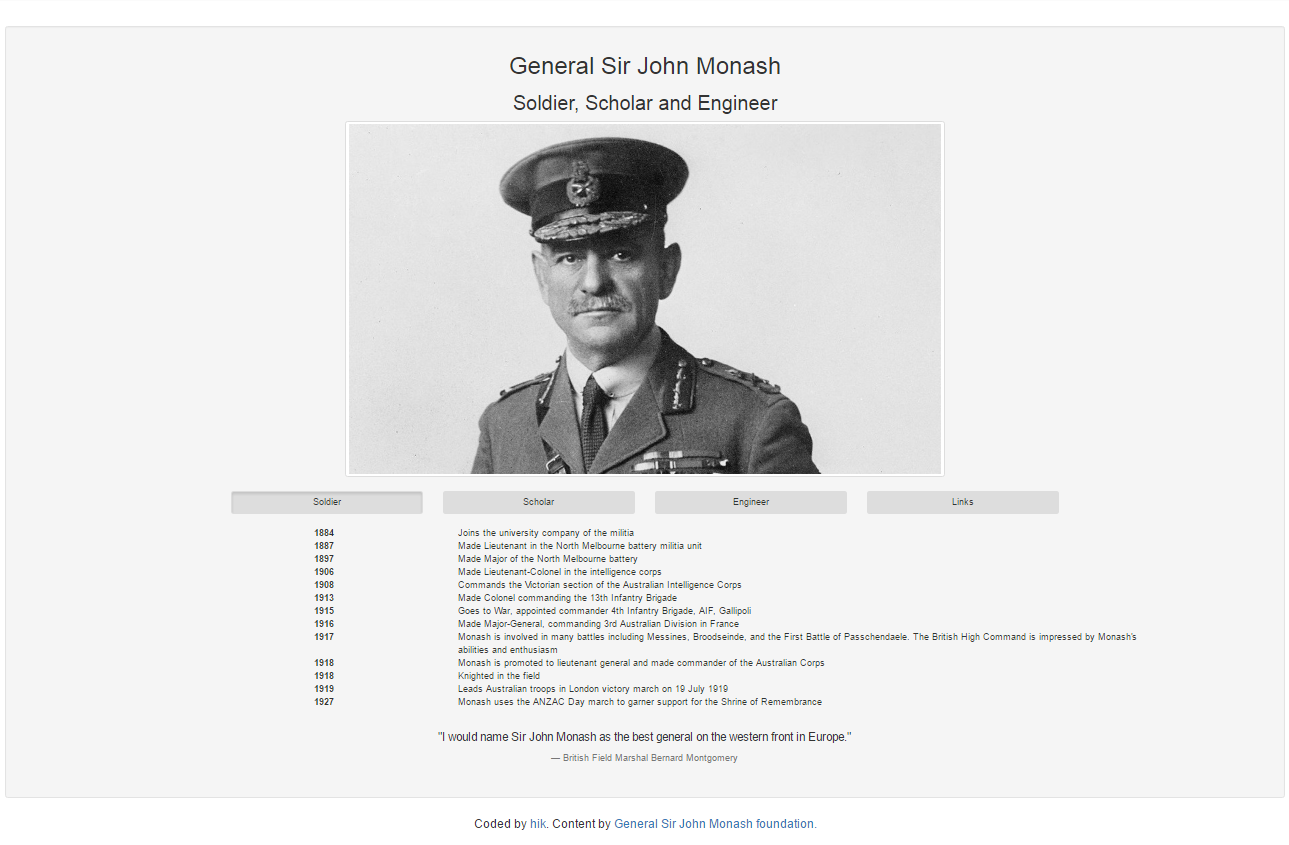 General Sir John Monash
Soldier, Scholar and Engineer
Soldier Scholar Engineer Links
1884 Joins the university company of the militia
1887 Made Lieutenant in the North Melbourne battery militia unit
1897 Made Major of the North Melbourne battery
1906 Made Lieutenant-Colonel in the intelligence corps
1908 Commands the Victorian section of the Australian Intelligence Corps
1913 Made Colonel commanding the 13th Infantry Brigade
1915 Goes to War, appointed commander 4th Infantry Brigade, AIF, Gallipoli
1916 Made Major-General, commanding 3rd Australian Division in France
1917 Monash is involved in many battles including Messines, Broodseinde, and the First Battle of Passchendaele. The British High Command is impressed by Monash's
abilities and enthusiasm
1918 Monash is promoted to lieutenant general and made commander of the Australian Corps
1918 Knighted in the field
1919 Leads Australian troops in London victory march on 19 July 1919
1927 Monash uses the ANZAC Day march to garner support for the Shrine of Remembrance
"I would name Sir John Monash as the best general on the western front in Europe."
— British Field Marshal Bernard Montgomery
Coded by hik. Content by General Sir John Monash foundation.